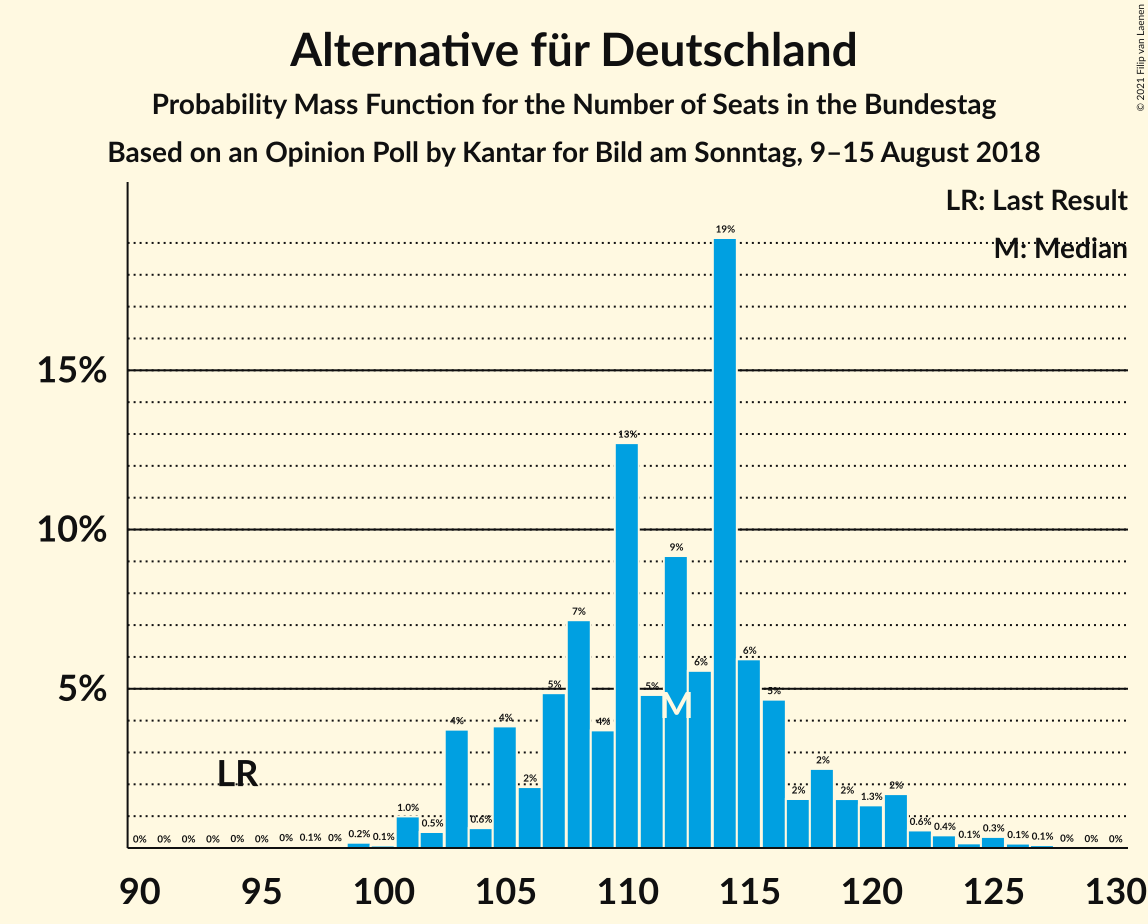 Alternative für Deutschland
Probability Mass Function for the Number of Seats in the Bundestag
Based on an Opinion Poll by Kantar for Bild am Sonntag, 9–15 August 2018
© 2021 Filip van Laenen
LR: Last Result
M: Median
15%
10%
5%
0% 0% 0% 0% 0% 0% 0% 0.1% 0% 0.2% 0.1% 1.0% 0.5% 4% 0.6% 4% 2% 5% 7% 4% 13% 5% 9% 6% 19% 6% 5% 2% 2% 2% 1.3% 2% 0.6% 0.4% 0.1% 0.3% 0.1% 0.1% 0% 0% 0%
LR
M
90 95 100 105 110 115 120 125 130